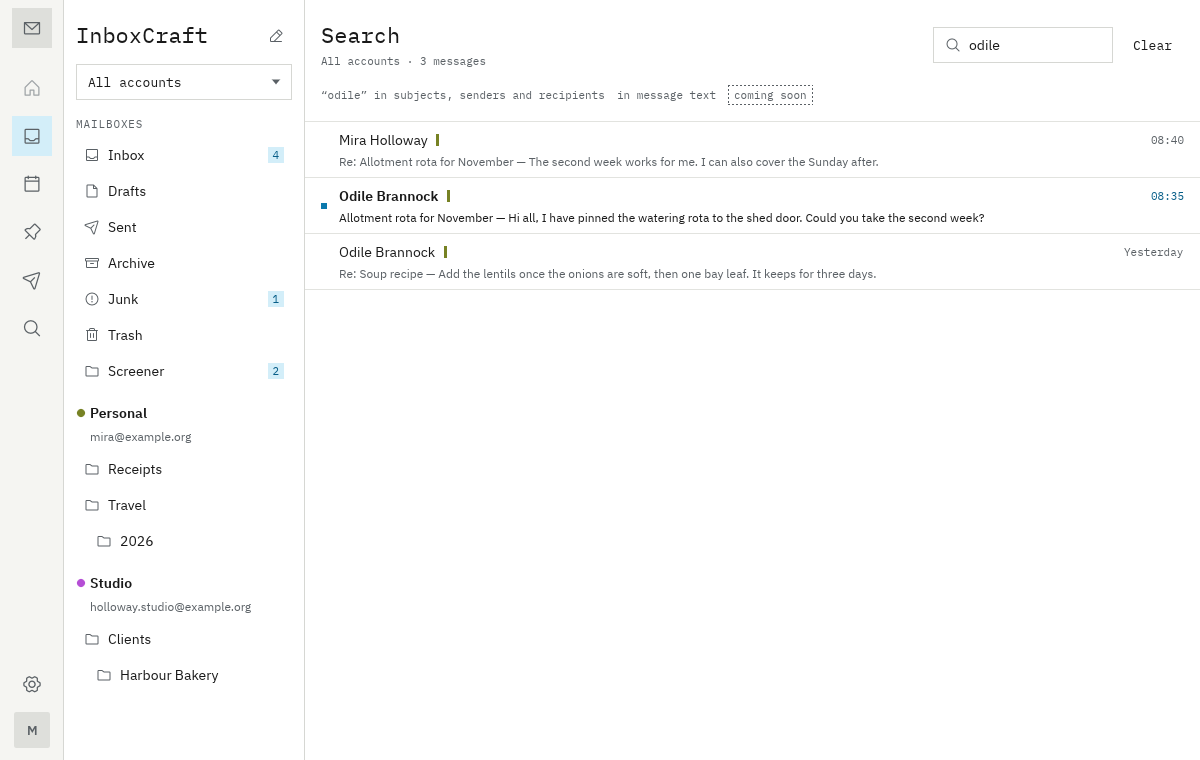 InboxCraft
All accounts
MAILBOXES
Inbox 4
Drafts
Sent
Archive
Junk 1
Trash
Screener 2
Personal
mira@example.org
Receipts
Travel
2026
Studio
holloway.studio@example.org
Clients
Harbour Bakery
M
Search
All accounts · 3 messages
odile
Clear
“odile” in subjects, senders and recipients in message text coming soon
Mira Holloway 08:40
Re: Allotment rota for November — The second week works for me. I can also cover the Sunday after.
Odile Brannock 08:35
Allotment rota for November — Hi all, I have pinned the watering rota to the shed door. Could you take the second week?
Odile Brannock Yesterday
Re: Soup recipe — Add the lentils once the onions are soft, then one bay leaf. It keeps for three days.